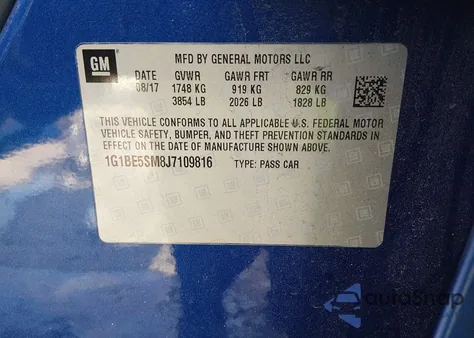 GM
MFD BY GENERAL MOTORS LLC
DATE GVWR GAWR FRT GAWR RR
08/17 1748 KG 919 KG 829 KG
3854 LB 2026 LB 1828 LB
THIS VEHICLE CONFORMS TO ALL APPLICABLE U.S. FEDERAL MOTOR
VEHICLE SAFETY, BUMPER, AND THEFT PREVENTION STANDARDS IN
EFFECT ON THE DATE OF MANUFACTURE SHOWN ABOVE.
1G1BE5SM8J7109816 TYPE: PASS CAR
autoSnap